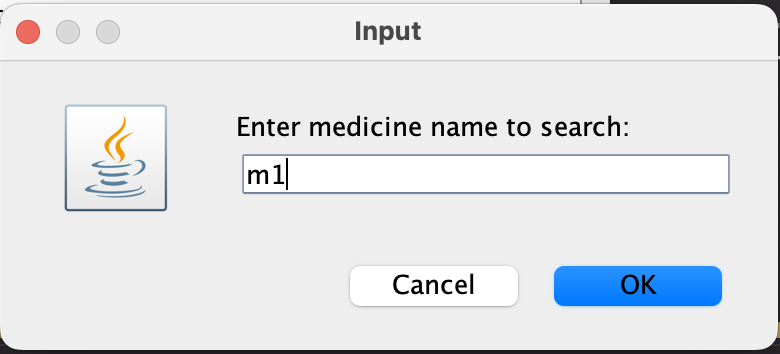 Input
Enter medicine name to search:
m1
Cancel
OK